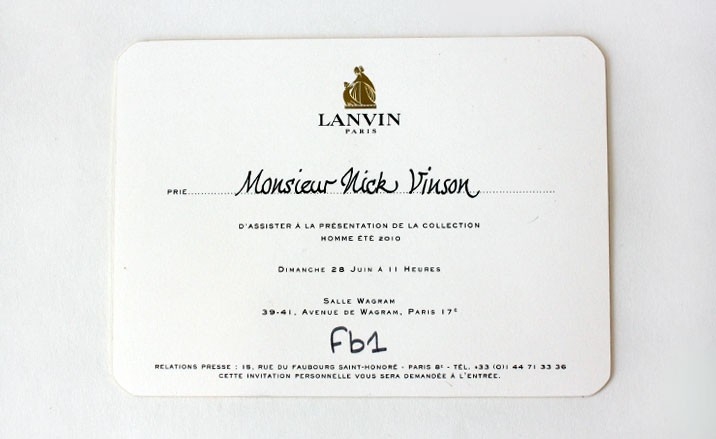 LANVIN
PARIS
PRIE Monsieur Nick Vinson
D'ASSISTER À LA PRÉSENTATION DE LA COLLECTION
HOMME ÉTÉ 2010
DIMANCHE 28 JUIN À 11 HEURES
SALLE WAGRAM
39-41, AVENUE DE WAGRAM, PARIS 17E
Fb1
RELATIONS PRESSE : 15, RUE DU FAUBOURG SAINT-HONORÉ - PARIS 8E - TÉL. +33 (0)1 44 71 33 36
CETTE INVITATION PERSONNELLE VOUS SERA DEMANDÉE À L'ENTRÉE.